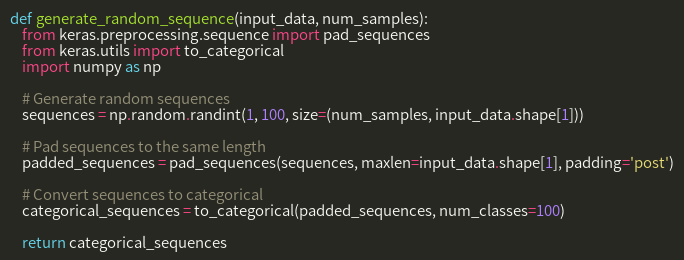 def generate_random_sequence(input_data, num_samples):
from keras.preprocessing.sequence import pad_sequences
from keras.utils import to_categorical
import numpy as np
# Generate random sequences
sequences = np.random.randint(1, 100, size=(num_samples, input_data.shape[1]))
# Pad sequences to the same length
padded_sequences = pad_sequences(sequences, maxlen=input_data.shape[1], padding='post')
# Convert sequences to categorical
categorical_sequences = to_categorical(padded_sequences, num_classes=100)
return categorical_sequences